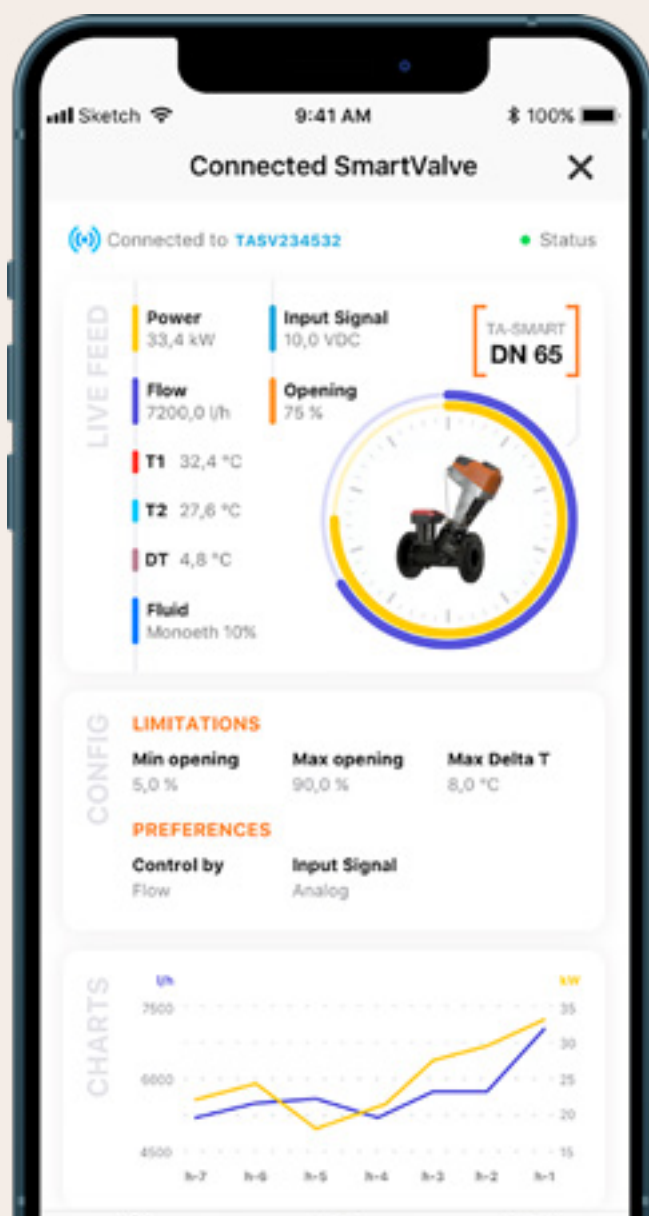 Sketch 9:41 AM 100%
Connected SmartValve
Connected to TASV234532 Status
LIVE FEED
Power
33,4 kW
Input Signal
10,0 VDC
TA-SMART
DN 65
Flow
7200,0 l/h
Opening
75 %
T1 32,4 °C
T2 27,6 °C
DT 4,8 °C
Fluid
Monoeth 10%
CONFIG
LIMITATIONS
Min opening
5,0 %
Max opening
90,0 %
Max Delta T
8,0 °C
PREFERENCES
Control by
Flow
Input Signal
Analog
CHARTS
l/h kW
7500 35
30
6000 25
20
4500 15
h-7 h-6 h-5 h-4 h-3 h-2 h-1